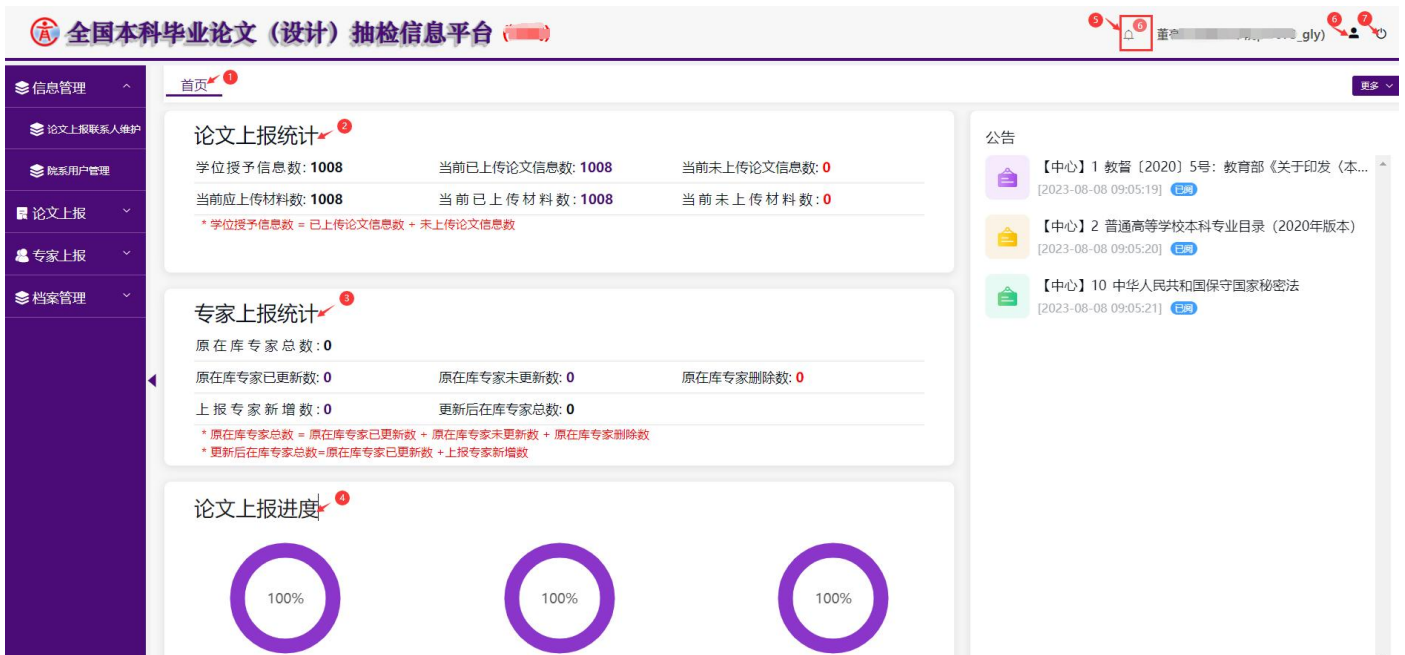 全国本科毕业论文（设计）抽检信息平台
5 6 6 7
董 _gly)
信息管理
论文上报联系人维护
院系用户管理
论文上报
专家上报
档案管理
首页 1
更多
论文上报统计 2
学位授予信息数: 1008 当前已上传论文信息数: 1008 当前未上传论文信息数: 0
当前应上传材料数: 1008 当前已上传材料数: 1008 当前未上传材料数: 0
* 学位授予信息数 = 已上传论文信息数 + 未上传论文信息数
专家上报统计 3
原在库专家总数: 0
原在库专家已更新数: 0 原在库专家未更新数: 0 原在库专家删除数: 0
上报专家新增数: 0 更新后在库专家总数: 0
* 原在库专家总数 = 原在库专家已更新数 + 原在库专家未更新数 + 原在库专家删除数
* 更新后在库专家总数=原在库专家已更新数 +上报专家新增数
论文上报进度 4
100% 100% 100%
公告
【中心】1 教督〔2020〕5号：教育部《关于印发〈本...
[2023-08-08 09:05:19] 已阅
【中心】2 普通高等学校本科专业目录（2020年版本）
[2023-08-08 09:05:20] 已阅
【中心】10 中华人民共和国保守国家秘密法
[2023-08-08 09:05:21] 已阅